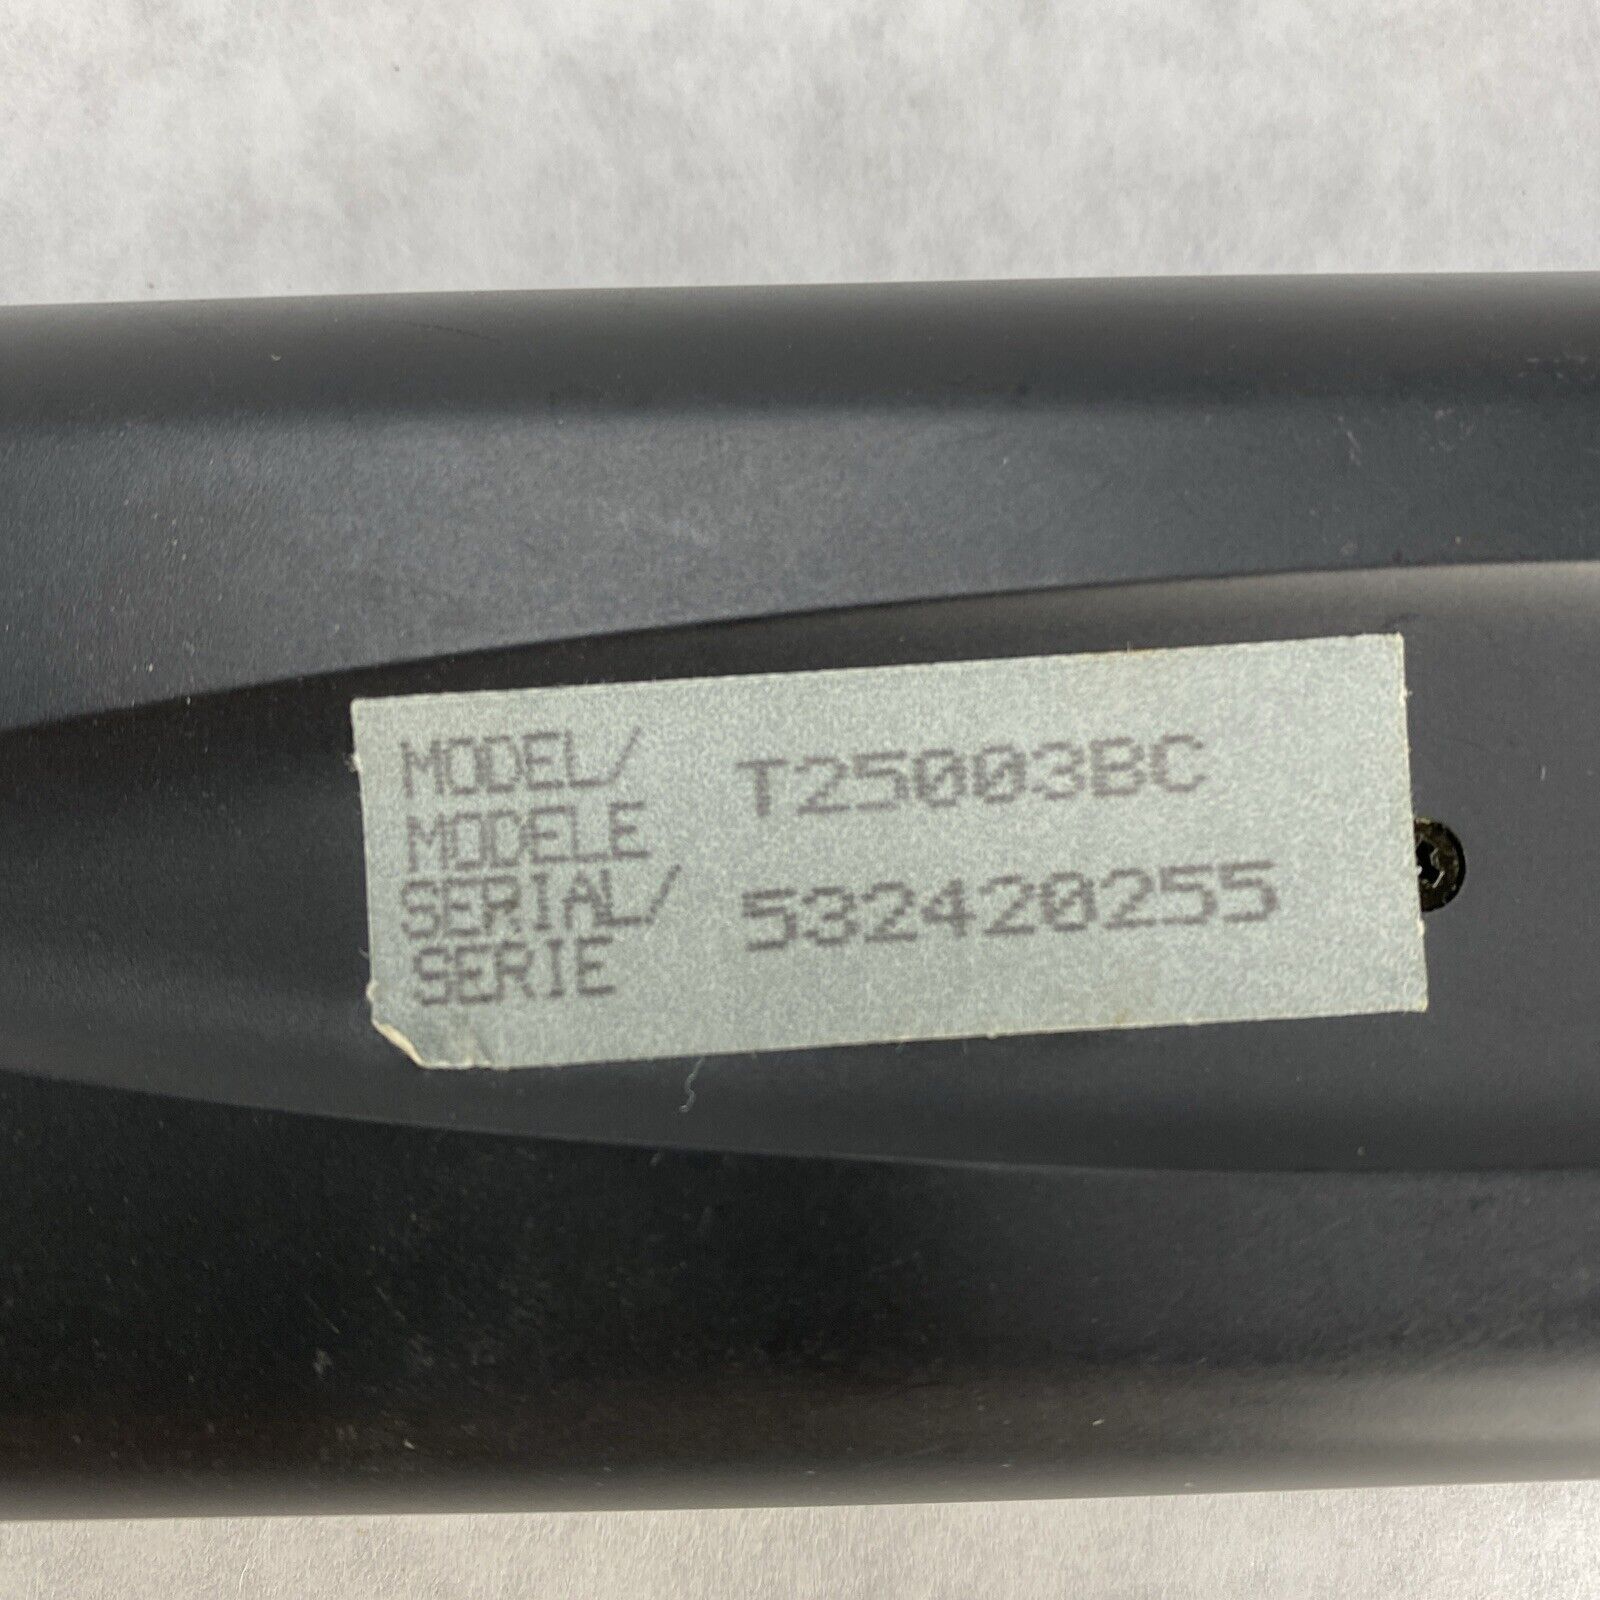 MODEL/ T25003BC
MODELE
SERIAL/ 532420255
SERIE